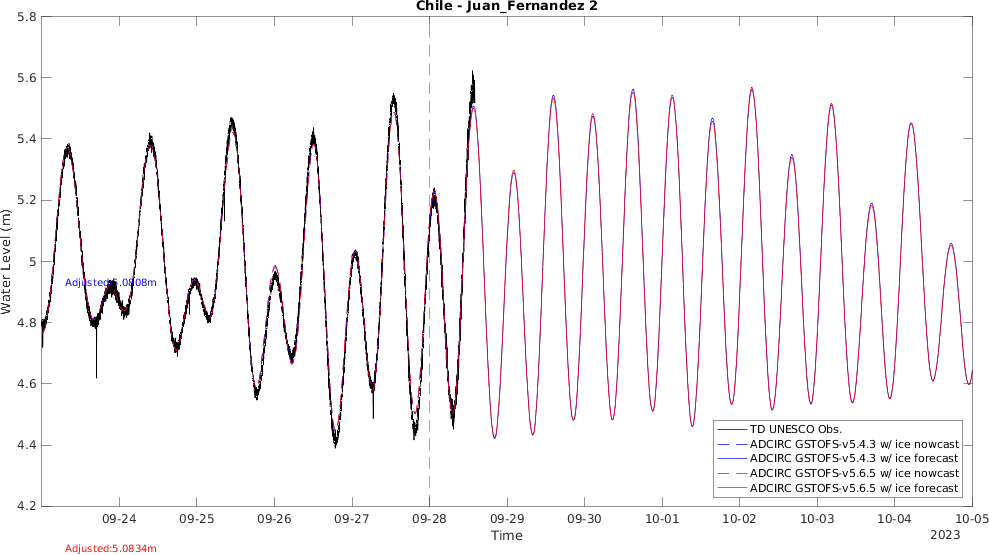 Chile - Juan_Fernandez 2
5.8
5.6
5.4
5.2
5
4.8
4.6
4.4
4.2
Water Level (m)
Adjusted:5.0808m
TD UNESCO Obs.
ADCIRC GSTOFS-v5.4.3 w/ ice nowcast
ADCIRC GSTOFS-v5.4.3 w/ ice forecast
ADCIRC GSTOFS-v5.6.5 w/ ice nowcast
ADCIRC GSTOFS-v5.6.5 w/ ice forecast
09-24 09-25 09-26 09-27 09-28 09-29 09-30 10-01 10-02 10-03 10-04 10-05
Time
2023
Adjusted:5.0834m